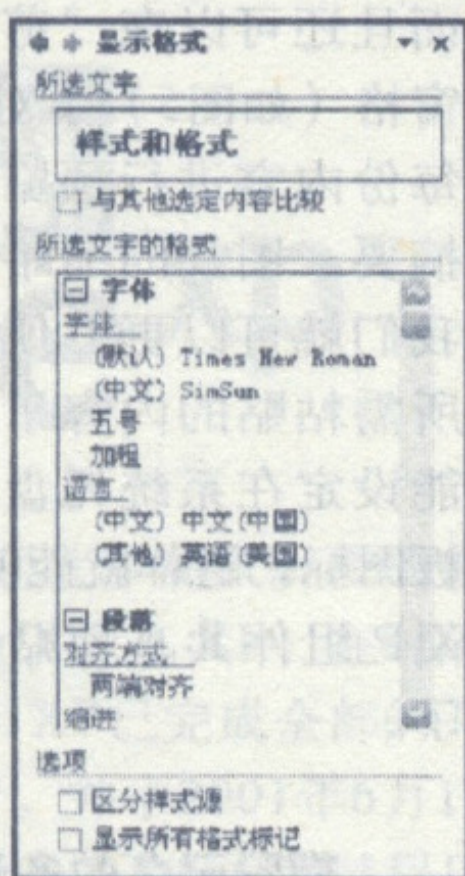 显示格式
所选文字
样式和格式
与其他选定内容比较
所选文字的格式
字体
字体
(默认) Times New Roman
(中文) SimSun
五号
加粗
语言
(中文) 中文(中国)
(其他) 英语(美国)
段落
对齐方式
两端对齐
缩进
选项
区分样式源
显示所有格式标记